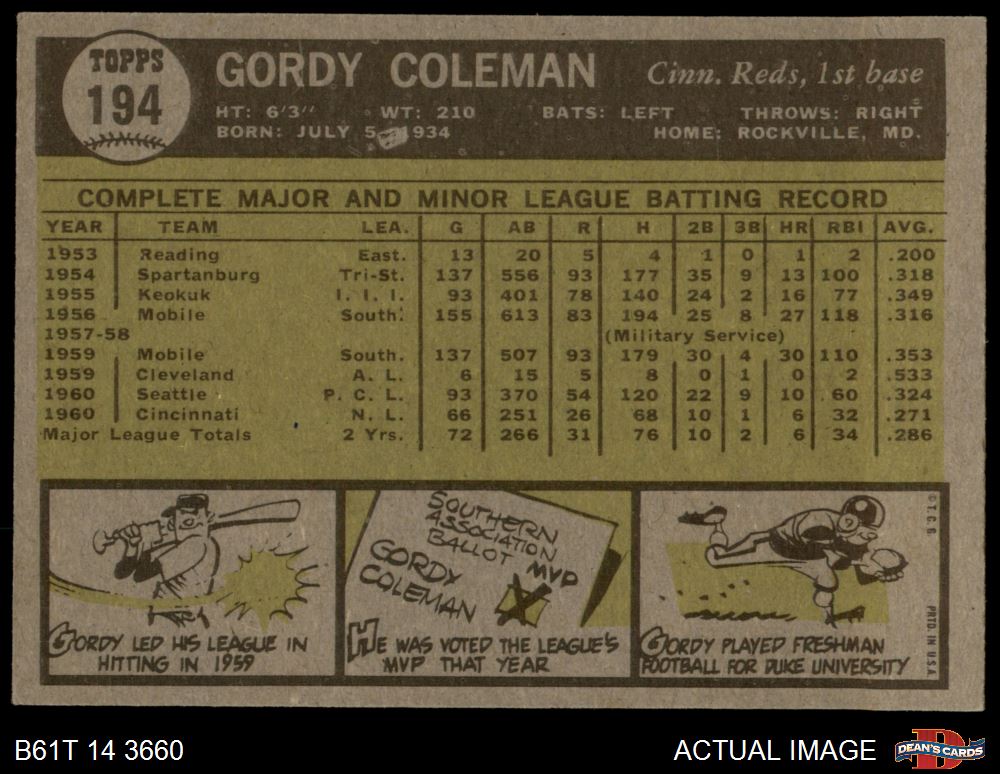 TOPPS
194
GORDY COLEMAN
Cinn. Reds, 1st base
HT: 6'3" WT: 210 BATS: LEFT THROWS: RIGHT
BORN: JULY 5, 1934 HOME: ROCKVILLE, MD.
COMPLETE MAJOR AND MINOR LEAGUE BATTING RECORD
YEAR TEAM LEA. G AB R H 2B 3B HR RBI AVG.
1953 Reading East. 13 20 5 4 1 0 1 2 .200
1954 Spartanburg Tri-St. 137 556 93 177 35 9 13 100 .318
1955 Keokuk I. I. I. 93 401 78 140 24 2 16 77 .349
1956 Mobile South. 155 613 83 194 25 8 27 118 .316
1957-58 (Military Service)
1959 Mobile South. 137 507 93 179 30 4 30 110 .353
1959 Cleveland A. L. 6 15 5 8 0 1 0 2 .533
1960 Seattle P. C. L. 93 370 54 120 22 9 10 60 .324
1960 Cincinnati N. L. 66 251 26 68 10 1 6 32 .271
Major League Totals 2 Yrs. 72 266 31 76 10 2 6 34 .286
GORDY LED HIS LEAGUE IN
HITTING IN 1959
SOUTHERN
ASSOCIATION
BALLOT
MVP
GORDY
COLEMAN
HE WAS VOTED THE LEAGUE'S
MVP THAT YEAR
GORDY PLAYED FRESHMAN
FOOTBALL FOR DUKE UNIVERSITY
© T.C.G.
PRTD. IN U.S.A.
B61T 14 3660
ACTUAL IMAGE
DEAN'S CARDS